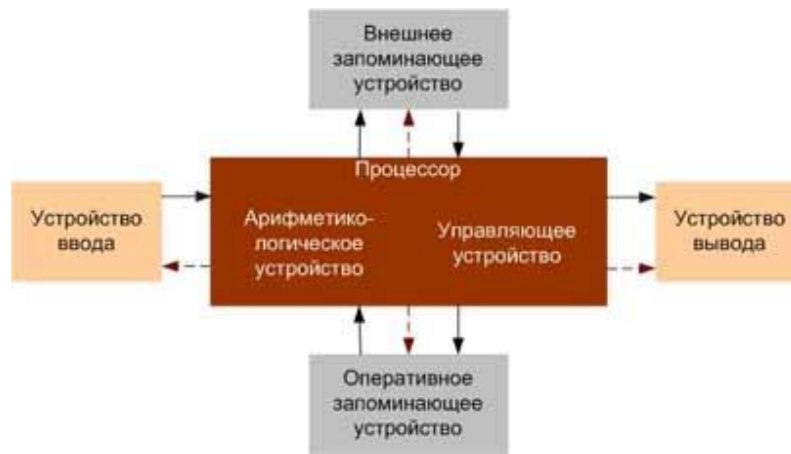 Внешнее
запоминающее
устройство
Процессор
Устройство
ввода
Арифметико-
логическое
устройство
Управляющее
устройство
Устройство
вывода
Оперативное
запоминающее
устройство